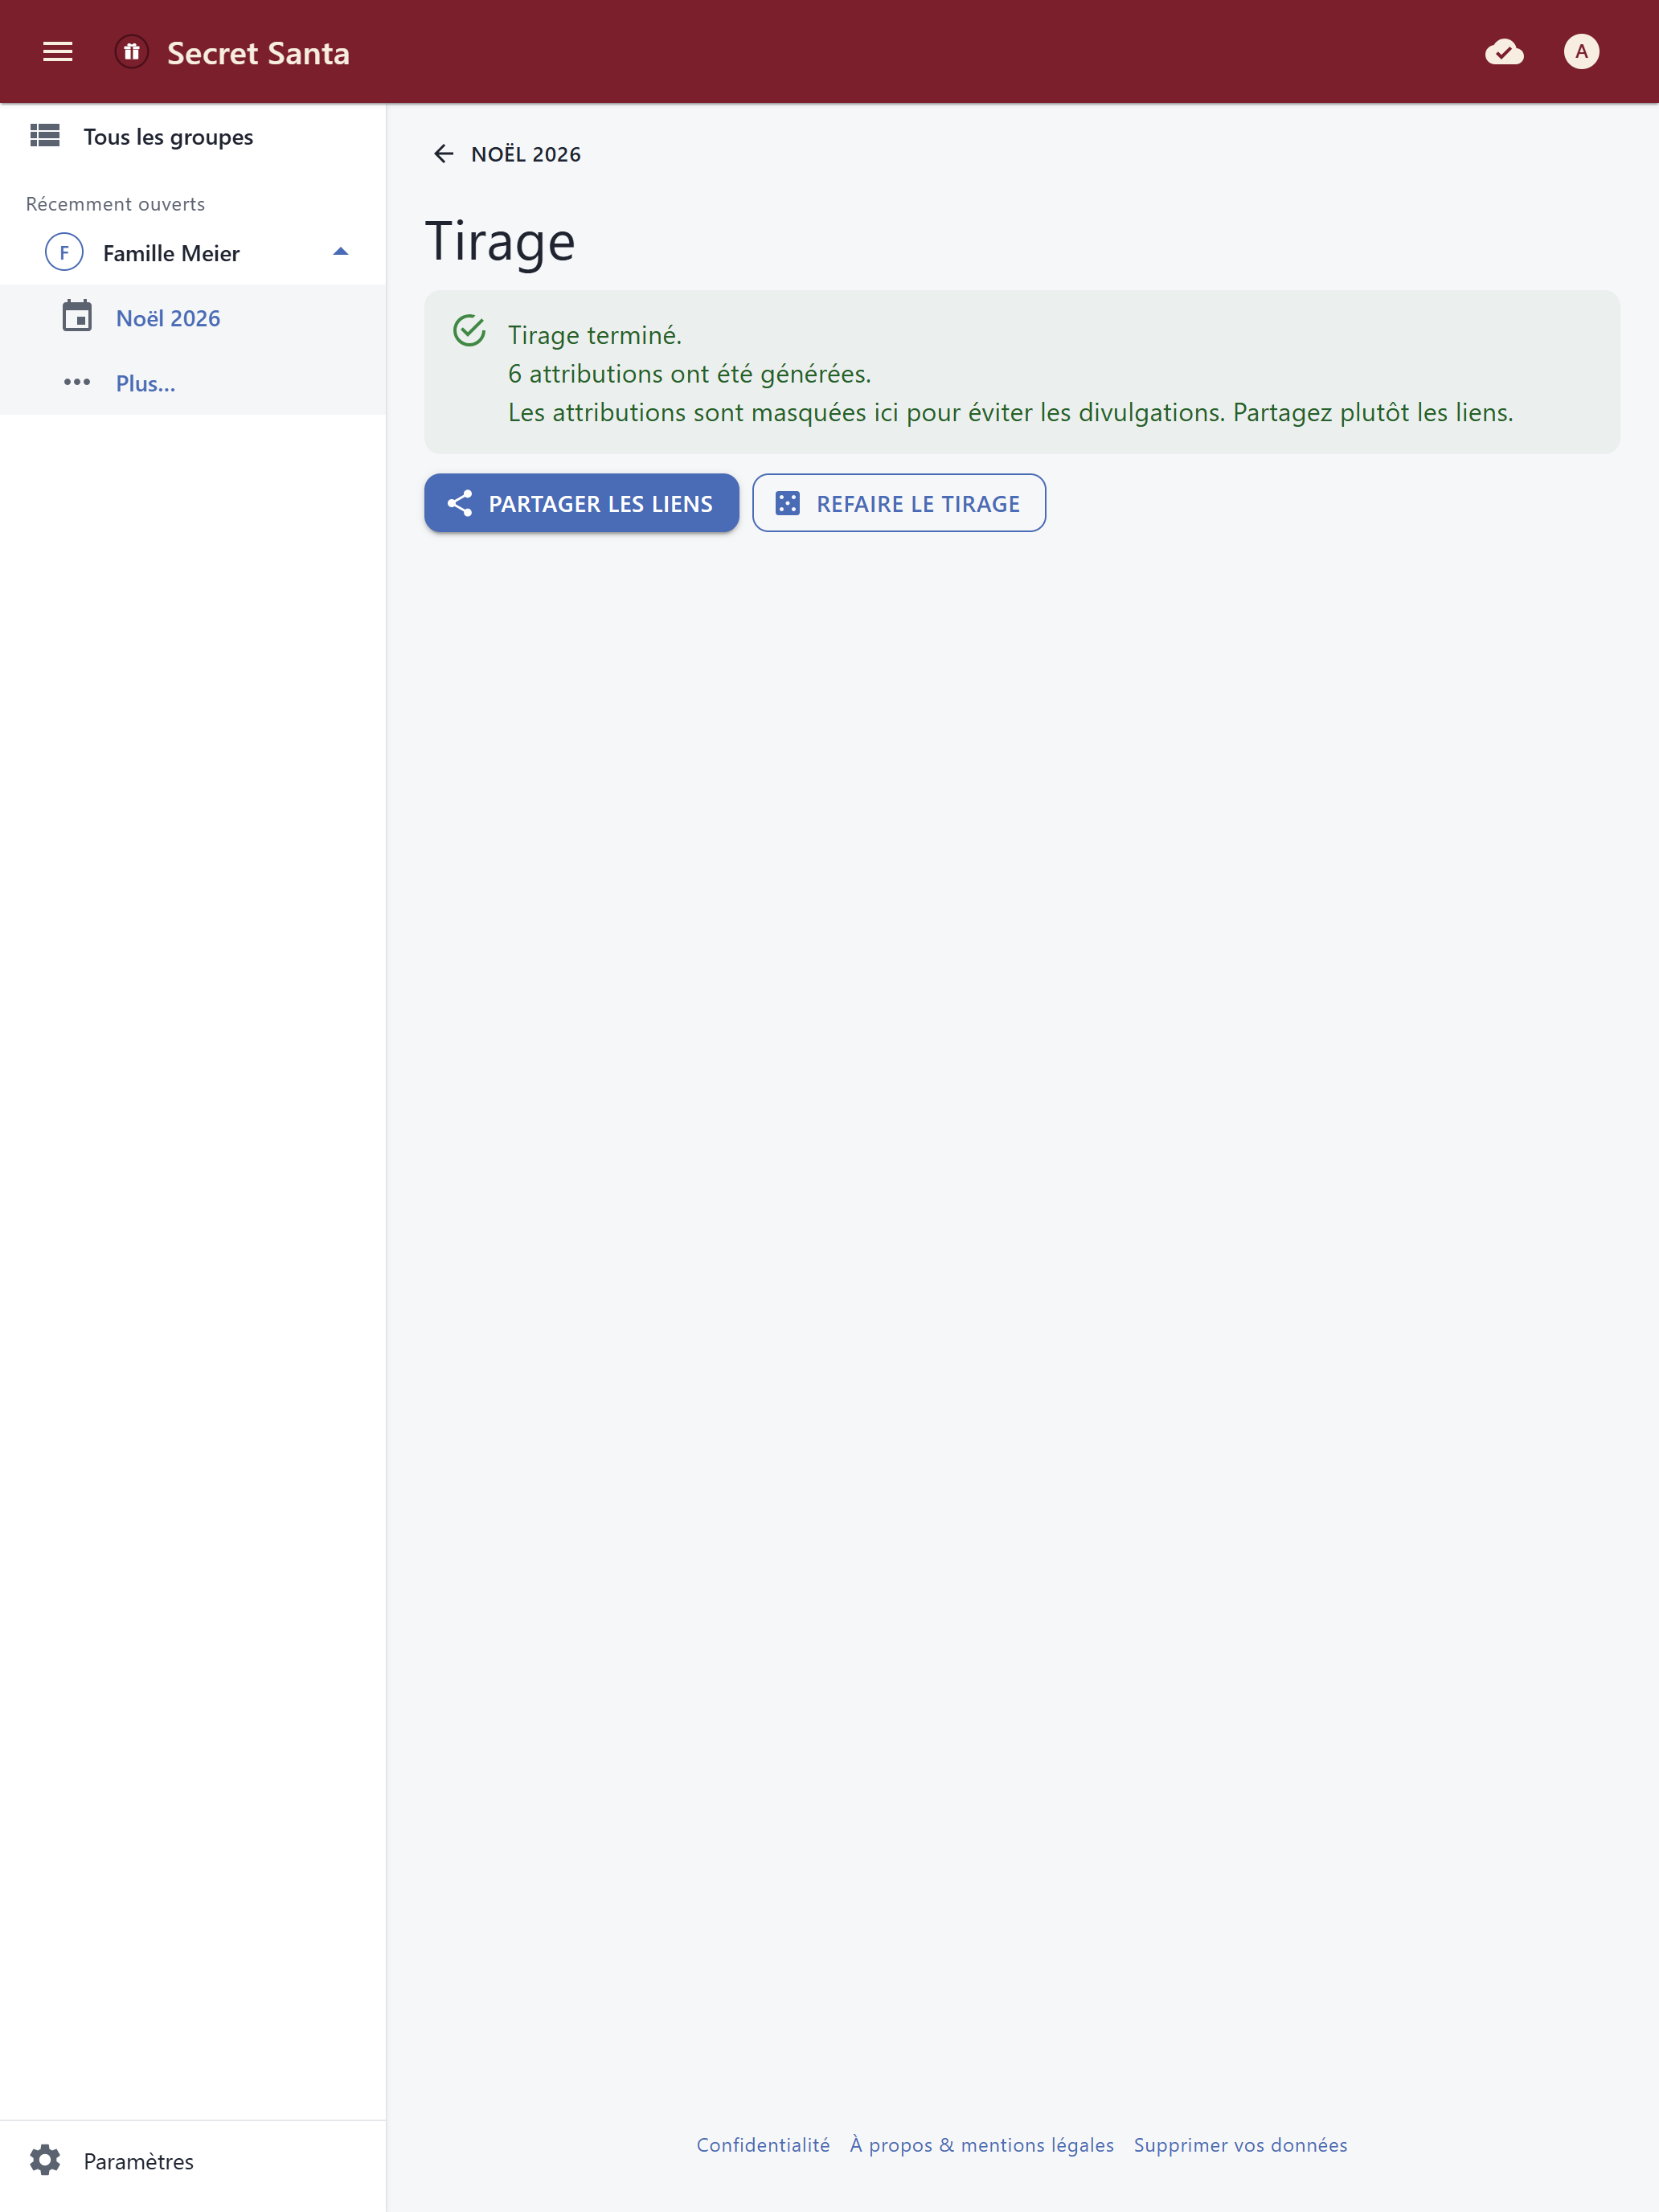 Secret Santa
A
Tous les groupes
Récemment ouverts
F Famille Meier
Noël 2026
Plus...
NOËL 2026
Tirage
Tirage terminé.
6 attributions ont été générées.
Les attributions sont masquées ici pour éviter les divulgations. Partagez plutôt les liens.
PARTAGER LES LIENS
REFAIRE LE TIRAGE
Paramètres
Confidentialité À propos & mentions légales Supprimer vos données